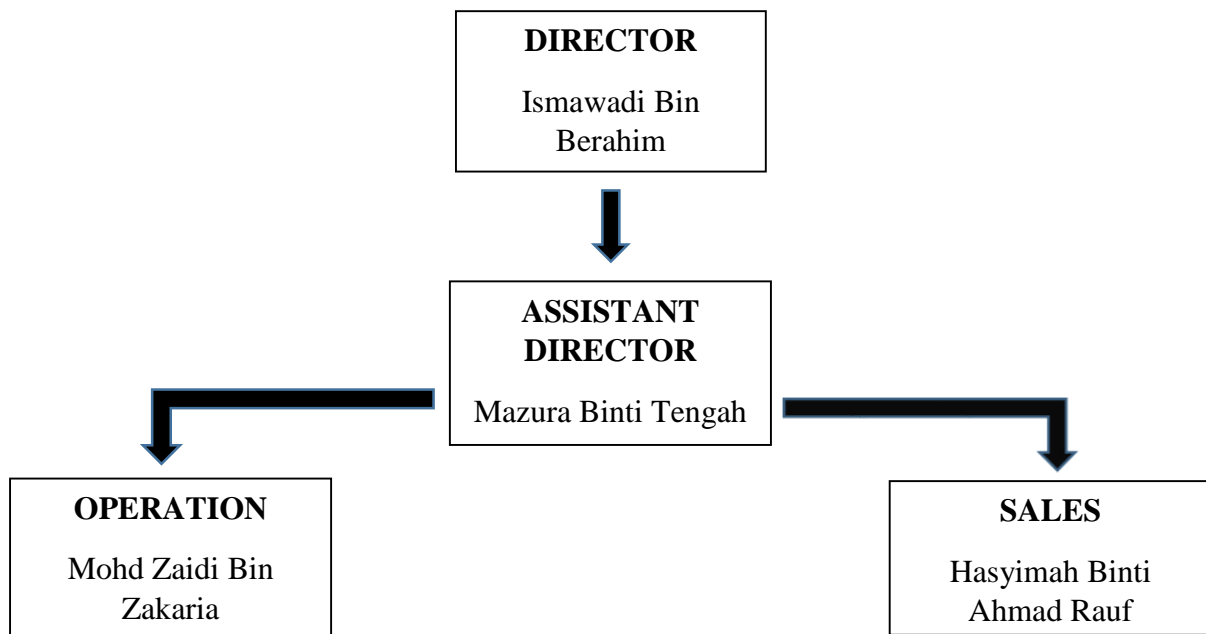 DIRECTOR
Ismawadi Bin
Berahim
ASSISTANT
DIRECTOR
Mazura Binti Tengah
OPERATION
Mohd Zaidi Bin
Zakaria
SALES
Hasyimah Binti
Ahmad Rauf